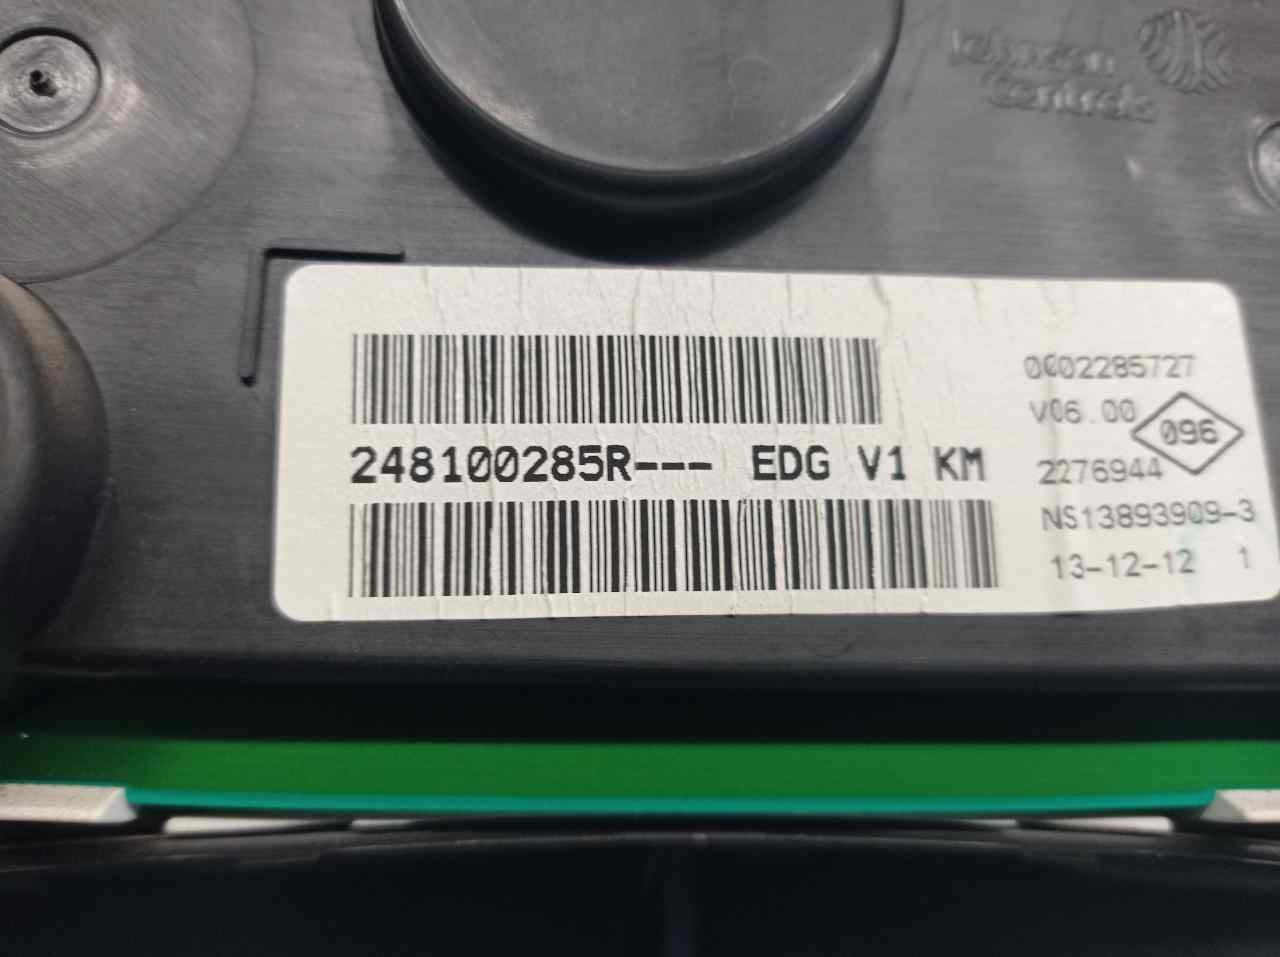 Johnson
Controls
248100285R--- EDG V1 KM
0002285727
V06.00
096
2276944
NS13893909-3
13-12-12 1